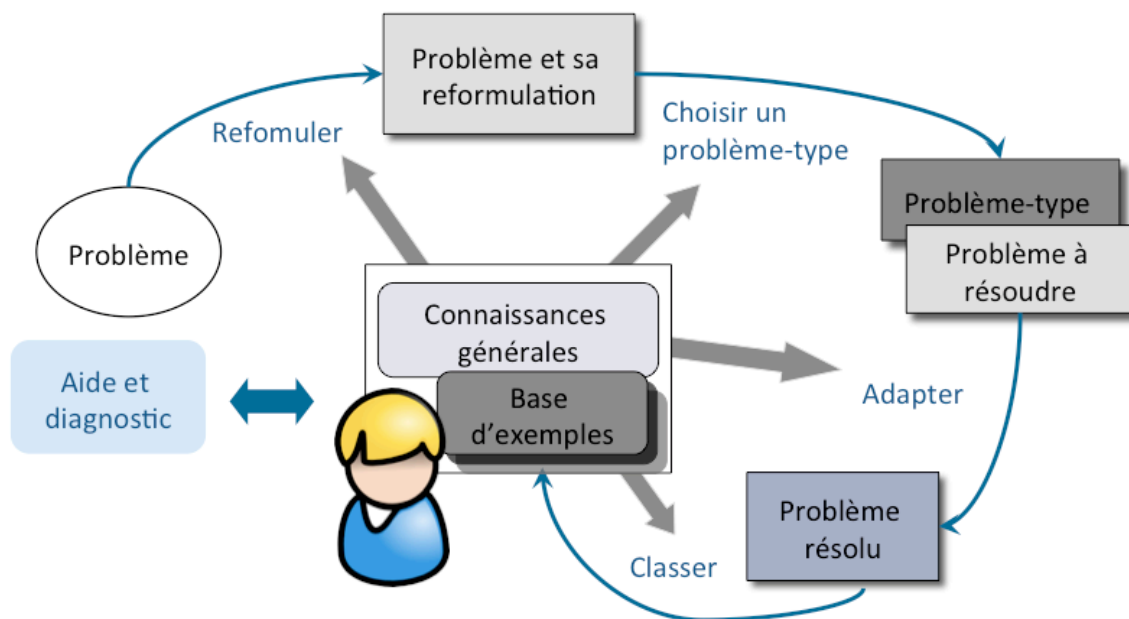 Problème et sa
reformulation
Refomuler
Choisir un
problème-type
Problème-type
Problème
Problème à
résoudre
Connaissances
générales
Aide et
diagnostic
Base
d'exemples
Adapter
Problème
résolu
Classer